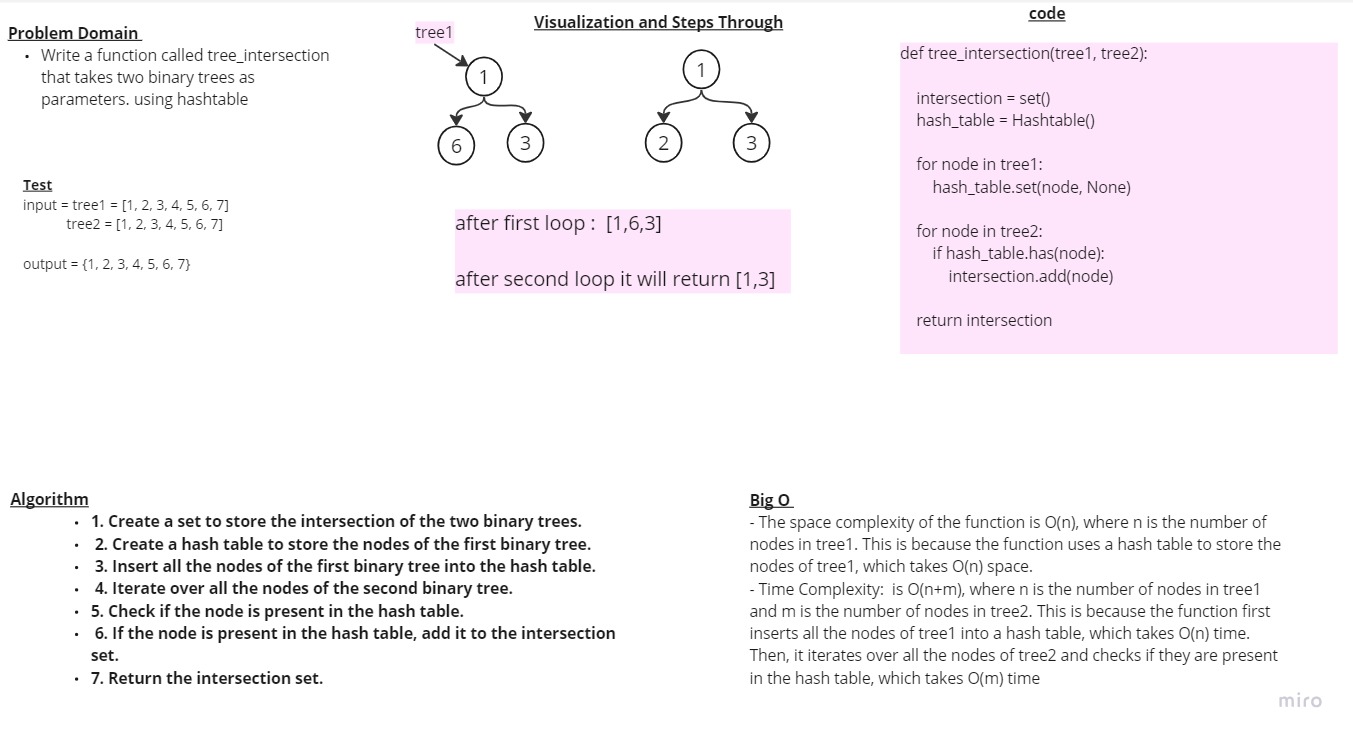 Problem Domain
• Write a function called tree_intersection
that takes two binary trees as
parameters. using hashtable
Test
input = tree1 = [1, 2, 3, 4, 5, 6, 7]
tree2 = [1, 2, 3, 4, 5, 6, 7]
output = {1, 2, 3, 4, 5, 6, 7}
Visualization and Steps Through
tree1
1
6 3
1
2 3
after first loop : [1,6,3]
after second loop it will return [1,3]
code
def tree_intersection(tree1, tree2):
intersection = set()
hash_table = Hashtable()
for node in tree1:
hash_table.set(node, None)
for node in tree2:
if hash_table.has(node):
intersection.add(node)
return intersection
Algorithm
• 1. Create a set to store the intersection of the two binary trees.
• 2. Create a hash table to store the nodes of the first binary tree.
• 3. Insert all the nodes of the first binary tree into the hash table.
• 4. Iterate over all the nodes of the second binary tree.
• 5. Check if the node is present in the hash table.
• 6. If the node is present in the hash table, add it to the intersection
set.
• 7. Return the intersection set.
Big O
- The space complexity of the function is O(n), where n is the number of
nodes in tree1. This is because the function uses a hash table to store the
nodes of tree1, which takes O(n) space.
- Time Complexity: is O(n+m), where n is the number of nodes in tree1
and m is the number of nodes in tree2. This is because the function first
inserts all the nodes of tree1 into a hash table, which takes O(n) time.
Then, it iterates over all the nodes of tree2 and checks if they are present
in the hash table, which takes O(m) time
miro